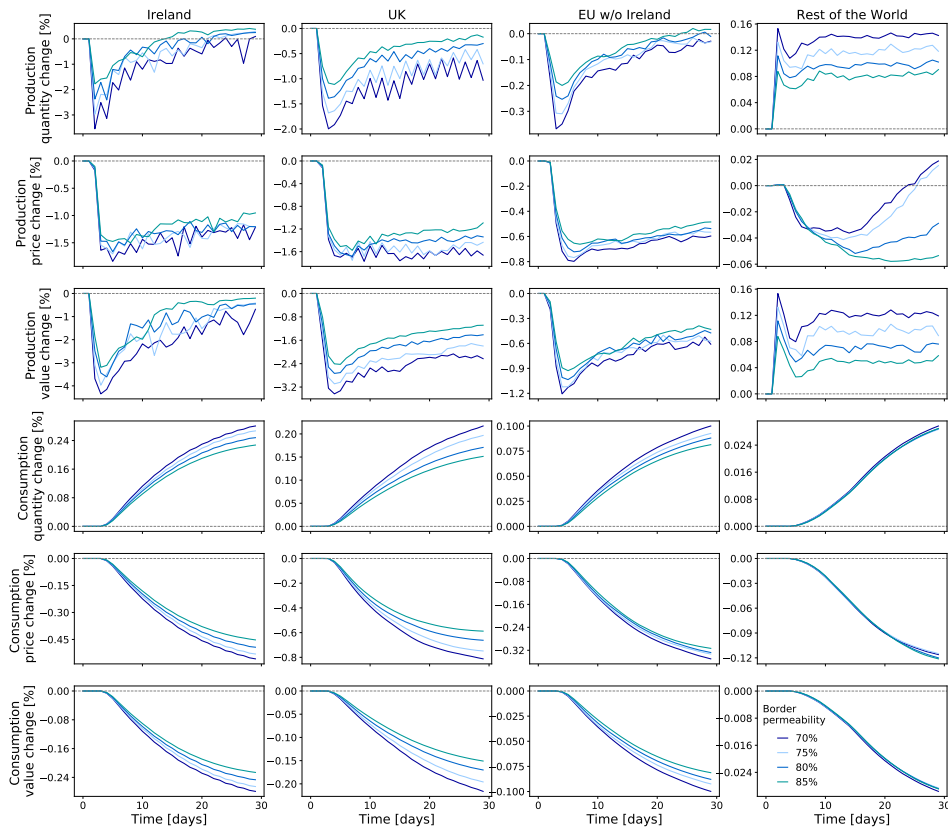 Ireland UK EU w/o Ireland Rest of the World
Production
quantity change [%]
0 −1 −2 −3
0.0 −0.5 −1.0 −1.5 −2.0
0.0 −0.1 −0.2 −0.3
0.16 0.12 0.08 0.04 0.00
Production
price change [%]
0.0 −0.5 −1.0 −1.5
0.0 −0.4 −0.8 −1.2 −1.6 −2.0
0.0 −0.2 −0.4 −0.6 −0.8
0.02 0.00 −0.02 −0.04 −0.06
Production
value change [%]
0 −1 −2 −3 −4
0.0 −0.8 −1.6 −2.4 −3.2
0.0 −0.3 −0.6 −0.9 −1.2
0.16 0.12 0.08 0.04 0.00
Consumption
quantity change [%]
0.24 0.16 0.08 0.00
0.20 0.15 0.10 0.05 0.00
0.100 0.075 0.050 0.025 0.000
0.024 0.016 0.008 0.000
Consumption
price change [%]
0.00 −0.15 −0.30 −0.45
0.0 −0.2 −0.4 −0.6 −0.8
0.00 −0.08 −0.16 −0.24 −0.32
0.00 −0.03 −0.06 −0.09 −0.12
Consumption
value change [%]
0.00 −0.08 −0.16 −0.24
0.00 −0.05 −0.10 −0.15 −0.20
0.000 −0.025 −0.050 −0.075 −0.100
0.000 −0.008 −0.016 −0.024
Border
permeability
70%
75%
80%
85%
0 10 20 30 0 10 20 30 0 10 20 30 0 10 20 30
Time [days] Time [days] Time [days] Time [days]